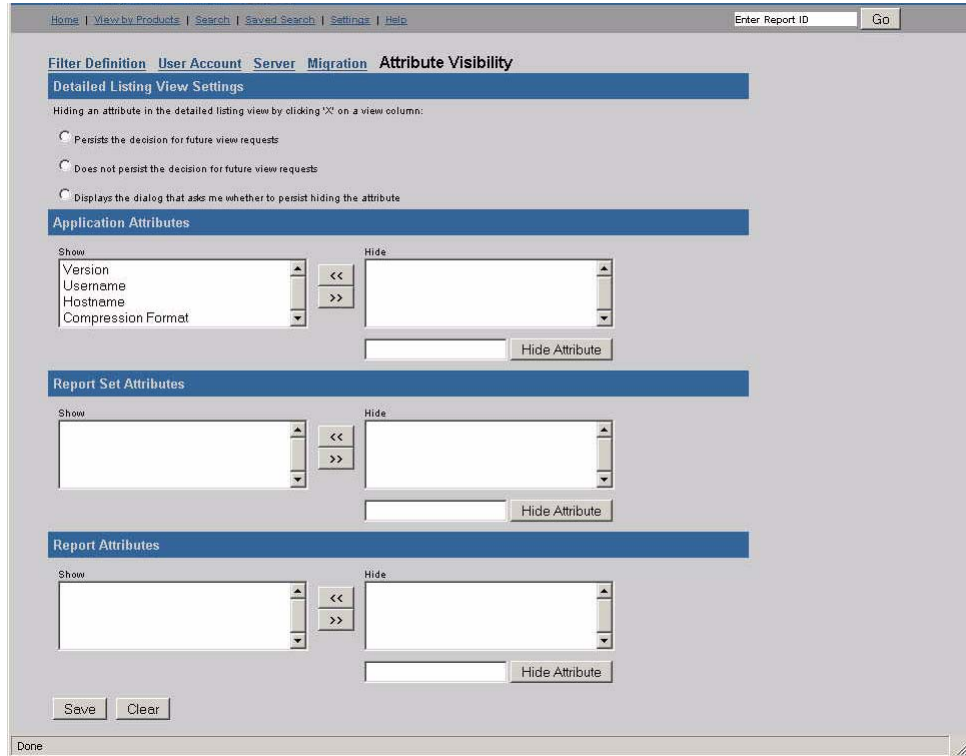 Home | View by Products | Search | Saved Search | Settings | Help
Enter Report ID Go
Filter Definition User Account Server Migration Attribute Visibility
Detailed Listing View Settings
Hiding an attribute in the detailed listing view by clicking 'X' on a view column:
Persists the decision for future view requests
Does not persist the decision for future view requests
Displays the dialog that asks me whether to persist hiding the attribute
Application Attributes
Show Hide
Version
Username
Hostname
Compression Format
<<
>>
Hide Attribute
Report Set Attributes
Show Hide
<<
>>
Hide Attribute
Report Attributes
Show Hide
<<
>>
Hide Attribute
Save Clear
Done